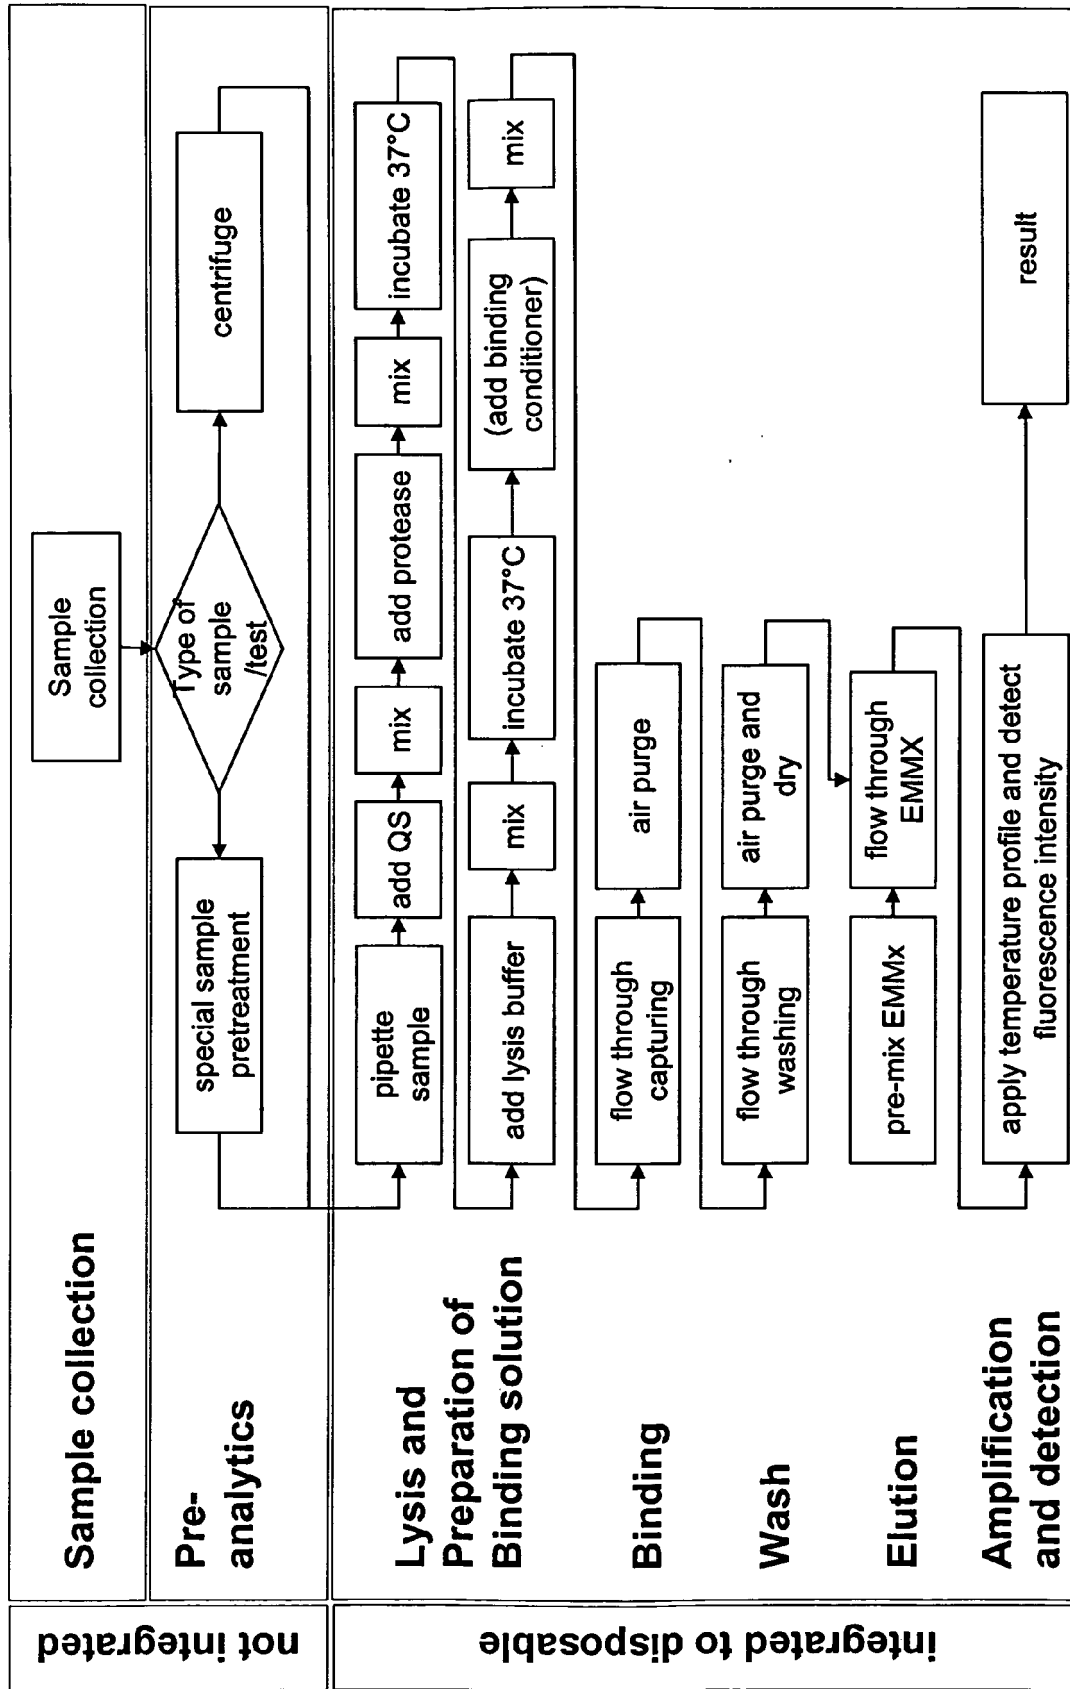 not integrated
integrated to disposable
Sample collection
Sample
collection
Pre-
analytics
special sample
pretreatment
Type of
sample
/test
centrifuge
Lysis and
Preparation of
Binding solution
pipette
sample
add QS
mix
add protease
mix
incubate 37°C
add lysis buffer
mix
incubate 37°C
(add binding
conditioner)
mix
Binding
flow through
capturing
air purge
Wash
flow through
washing
air purge and
dry
Elution
pre-mix EMMx
flow through
EMMX
Amplification
and detection
apply temperature profile and detect
fluorescence intensity
result